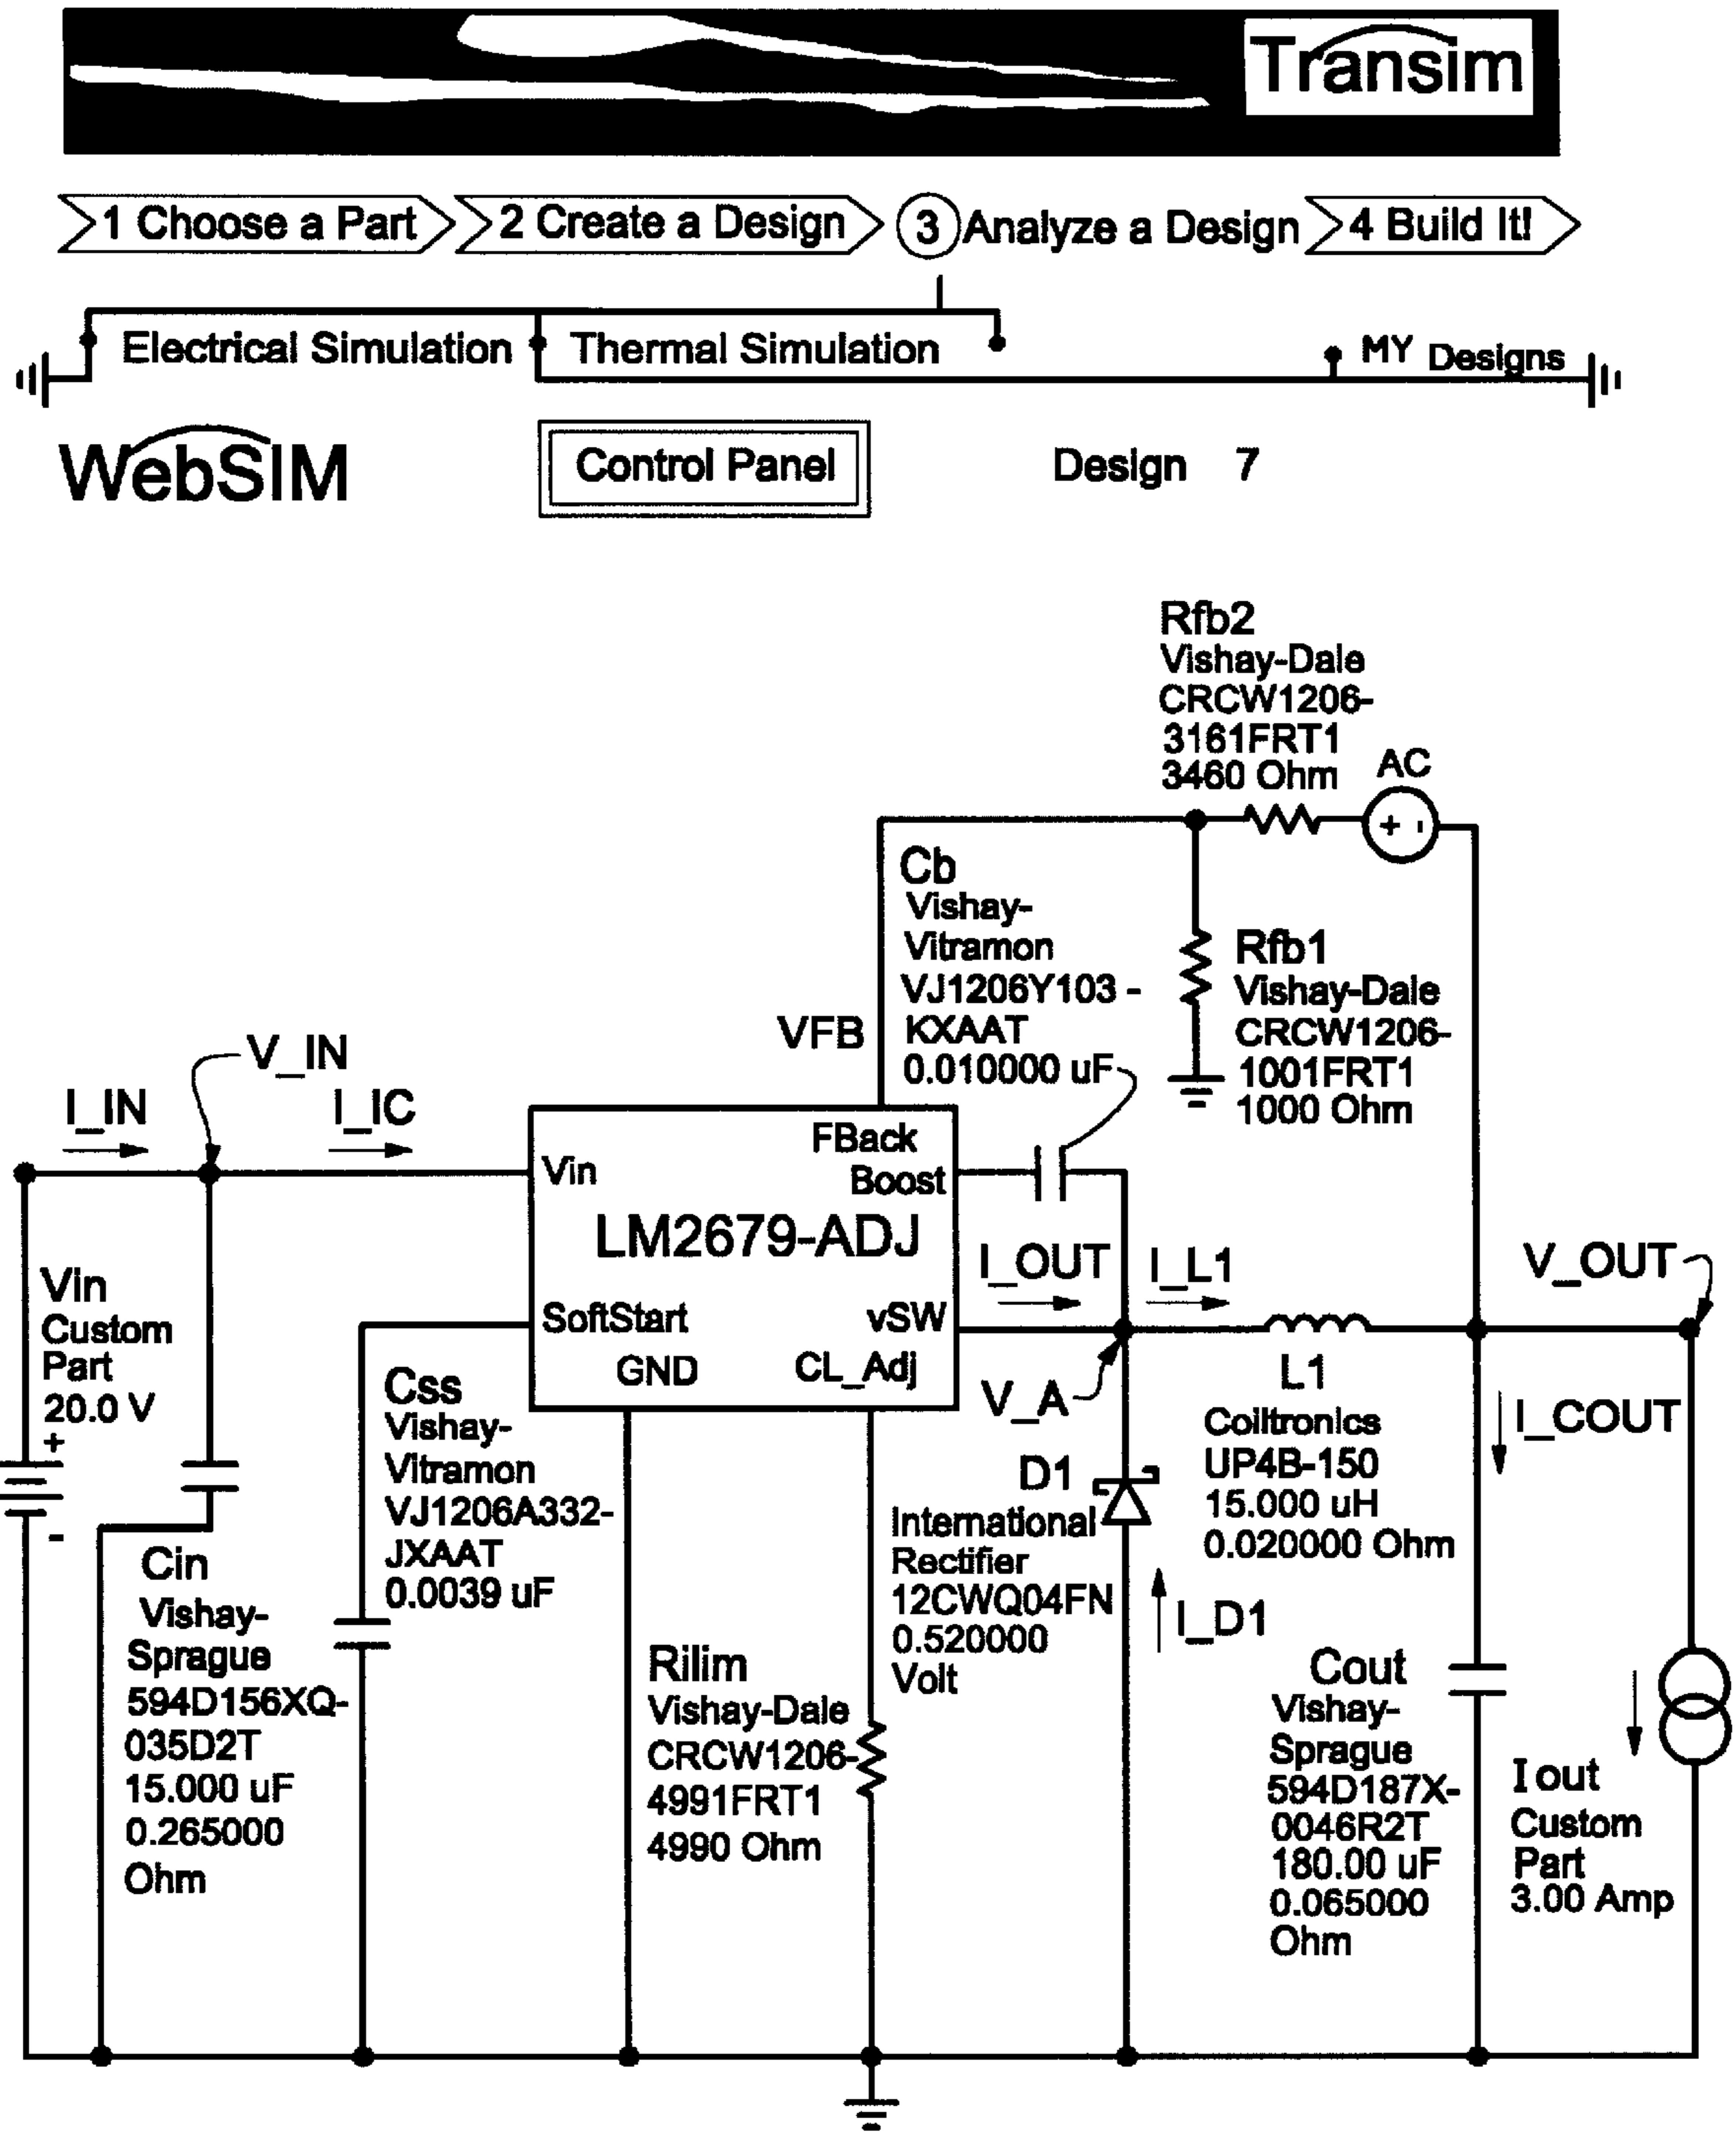 Transim
1 Choose a Part
2 Create a Design
3 Analyze a Design
4 Build It!
Electrical Simulation
Thermal Simulation
MY Designs
WebSIM
Control Panel
Design 7
Rfb2
Vishay-Dale
CRCW1206-
3161FRT1
3460 Ohm
AC
+ -
Cb
Vishay-
Vitramon
VJ1206Y103 -
KXAAT
0.010000 uF
Rfb1
Vishay-Dale
CRCW1206-
1001FRT1
1000 Ohm
VFB
V_IN
I_IN
I_IC
FBack
Vin
Boost
LM2679-ADJ
SoftStart
vSW
GND
CL_Adj
I_OUT
I_L1
V_OUT
V_A
Vin
Custom
Part
20.0 V
+
-
Cin
Vishay-
Sprague
594D156XQ-
035D2T
15.000 uF
0.265000
Ohm
Css
Vishay-
Vitramon
VJ1206A332-
JXAAT
0.0039 uF
Rilim
Vishay-Dale
CRCW1206-
4991FRT1
4990 Ohm
D1
International
Rectifier
12CWQ04FN
0.520000
Volt
I_D1
L1
Coiltronics
UP4B-150
15.000 uH
0.020000 Ohm
I_COUT
Cout
Vishay-
Sprague
594D187X-
0046R2T
180.00 uF
0.065000
Ohm
Iout
Custom
Part
3.00 Amp